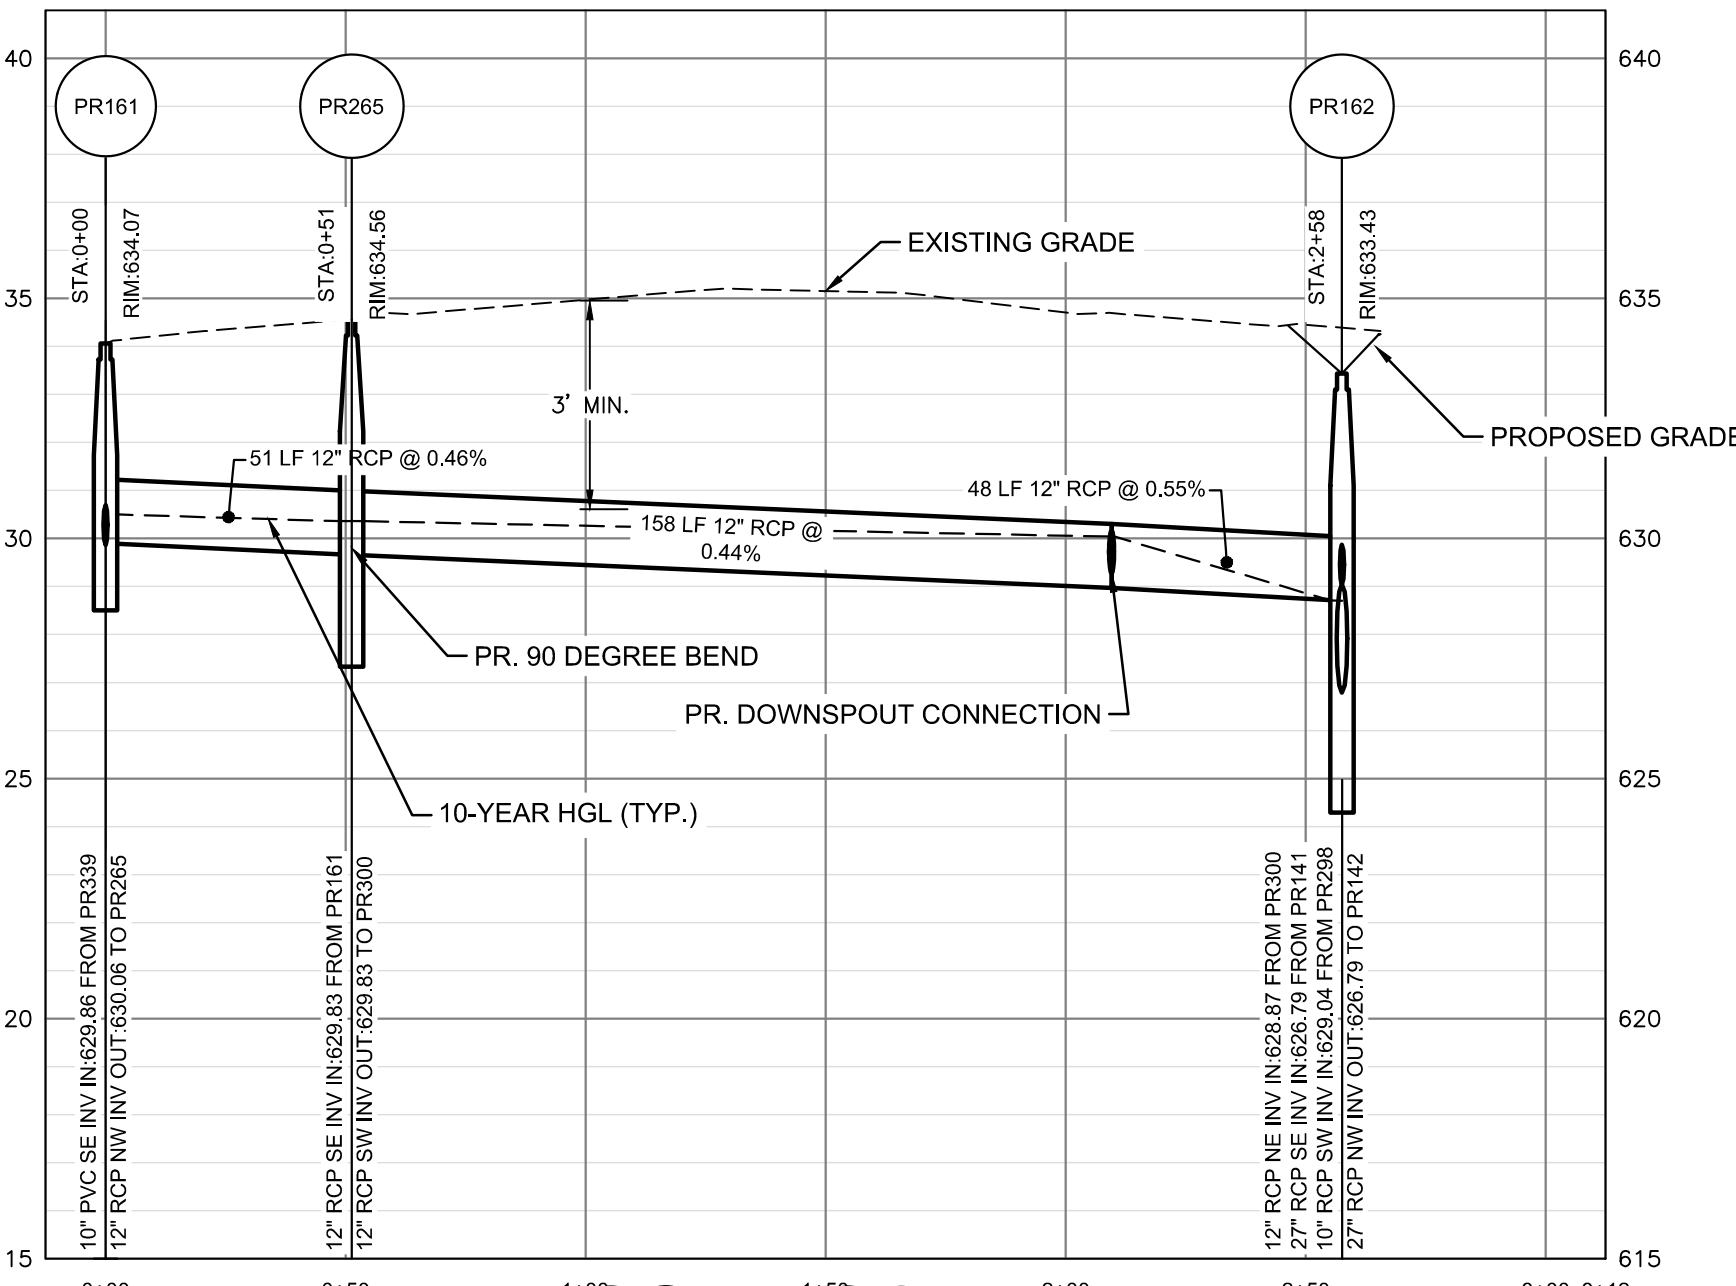 40
640
PR161
PR265
PR162
STA:0+00
RIM:634.07
STA:0+51
RIM:634.56
STA:2+58
RIM:633.43
EXISTING GRADE
35
635
3' MIN.
PROPOSED GRADE
51 LF 12" RCP @ 0.46%
48 LF 12" RCP @ 0.55%
158 LF 12" RCP @
0.44%
30
630
PR. 90 DEGREE BEND
PR. DOWNSPOUT CONNECTION
25
625
10-YEAR HGL (TYP.)
10" PVC SE INV IN:629.86 FROM PR339
12" RCP NW INV OUT:630.06 TO PR265
12" RCP SE INV IN:629.83 FROM PR161
12" RCP SW INV OUT:629.83 TO PR300
12" RCP NE INV IN:628.87 FROM PR300
27" RCP SE INV IN:626.79 FROM PR141
10" RCP SW INV IN:629.04 FROM PR298
27" RCP NW INV OUT:626.79 TO PR142
20
620
15
615